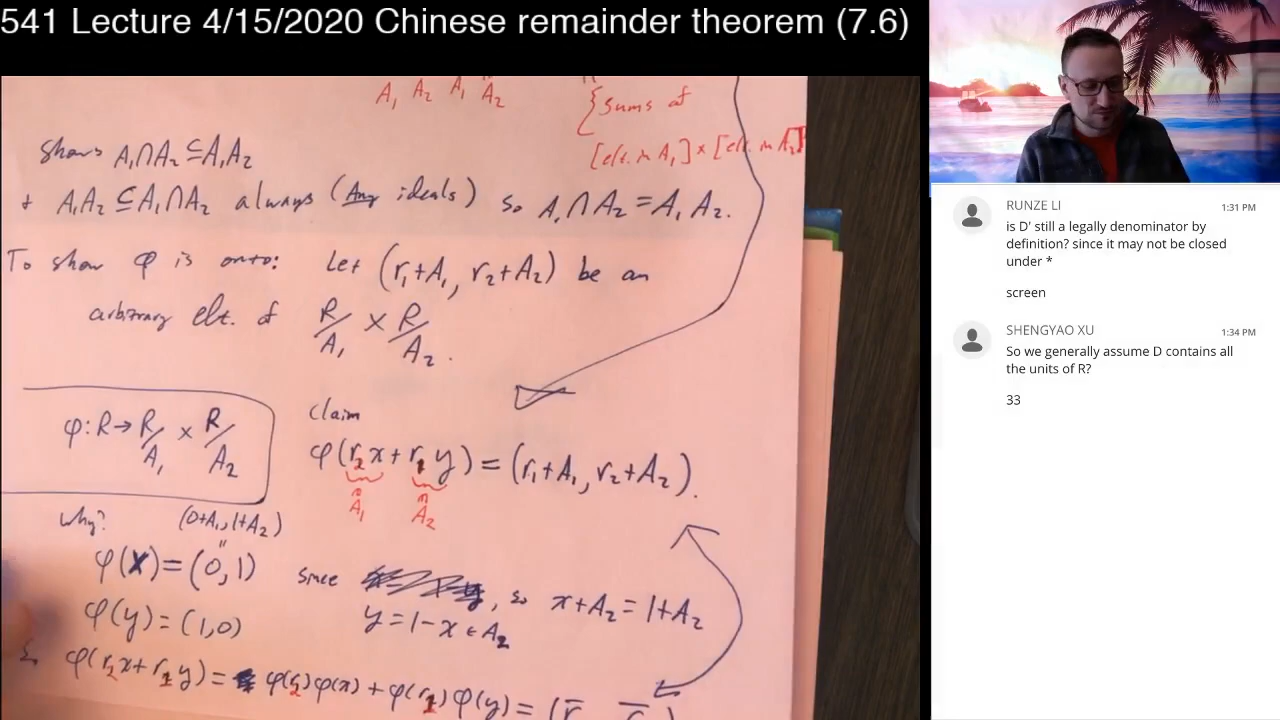 541 Lecture 4/15/2020 Chinese remainder theorem (7.6)
A₁ A₂ A₁ A₂
{sums of
[elt. in A₁]×[elt. in A₂]
shows A₁∩A₂⊆A₁A₂
+ A₁A₂⊆A₁∩A₂ always (Any ideals) so A₁∩A₂=A₁A₂.
To show φ is onto: Let (r₁+A₁, r₂+A₂) be an
arbitrary elt. of R/A₁ × R/A₂.
φ:R→R/A₁ × R/A₂
claim
φ(r₂x+r₁y)=(r₁+A₁, r₂+A₂).
A₁ A₂
why? (0+A₁, 1+A₂)
φ(x)=(0,1) since , so x+A₂=1+A₂
y=1-x∈A₂
φ(y)=(1,0)
So φ(r₂x+r₁y)= φ(r₂)φ(x)+φ(r₁)φ(y)=(
RUNZE LI 1:31 PM
is D' still a legally denominator by
definition? since it may not be closed
under *
screen
SHENGYAO XU 1:34 PM
So we generally assume D contains all
the units of R?
33